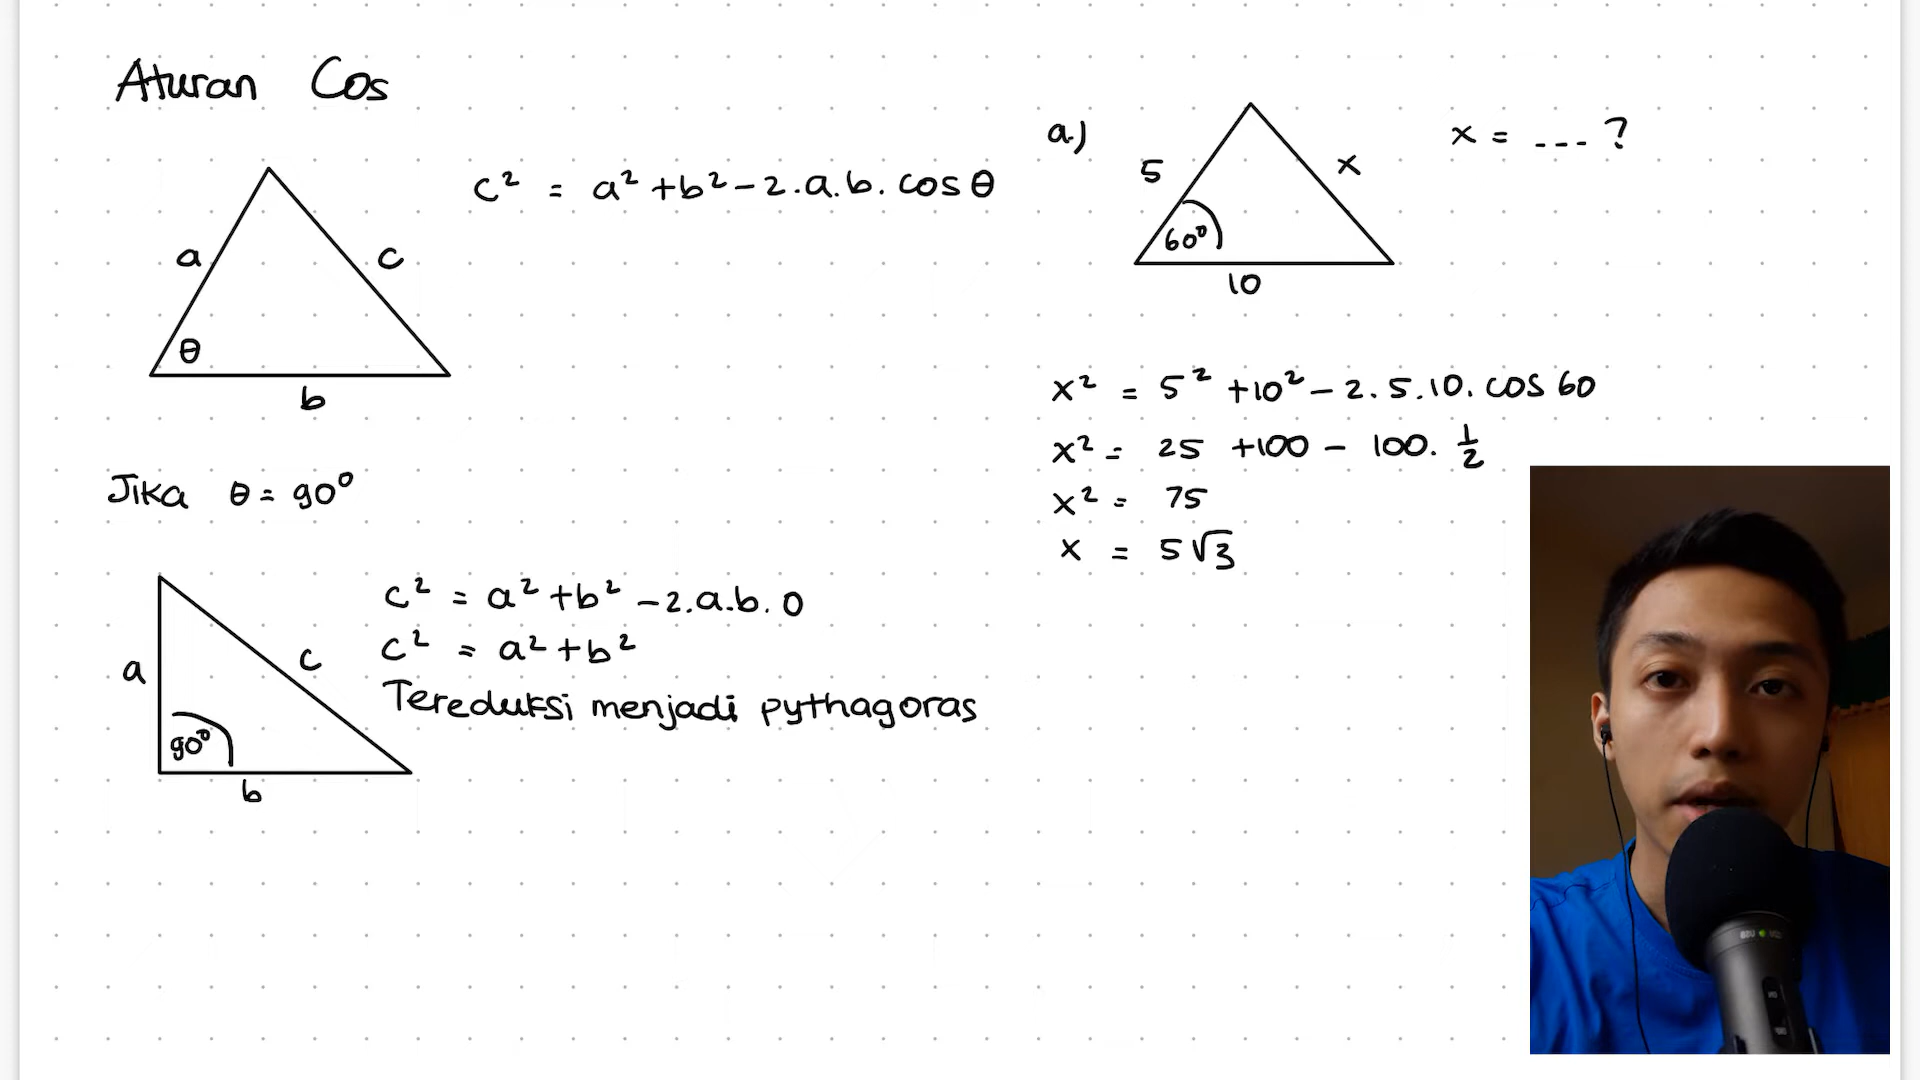 Aturan Cos
a
c
θ
b
c² = a² + b² - 2.a.b. cos θ
Jika θ = 90°
a
c
90°
b
c² = a² + b² - 2.a.b. 0
c² = a² + b²
Tereduksi menjadi pythagoras
a.)
5
x
60°
10
x = --- ?
x² = 5² + 10² - 2. 5. 10. cos 60
x² = 25 + 100 - 100. ½
x² = 75
x = 5√3